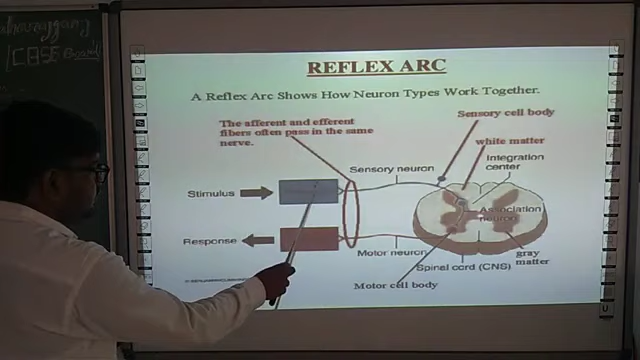 [CBSE Board]
REFLEX ARC
A Reflex Arc Shows How Neuron Types Work Together.
The afferent and efferent
fibers often pass in the same
nerve.
Sensory cell body
white matter
Integration
center
Sensory neuron
Stimulus
Association
neuron
Response
Motor neuron
gray
matter
Spinal cord (CNS)
Motor cell body